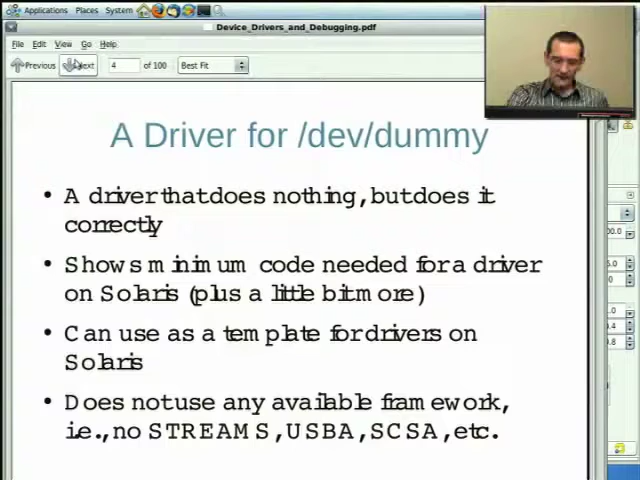 Applications Places System
Device_Drivers_and_Debugging.pdf
File Edit View Go Help
Previous Next 4 of 100 Best Fit
A Driver for /dev/dummy
• A driver that does nothing, but does it
correctly
• Shows minimum code needed for a driver
on Solaris (plus a little bit more)
• Can use as a template for drivers on
Solaris
• Does not use any available framework,
i.e., no STREAMS, USBA, SCSA, etc.